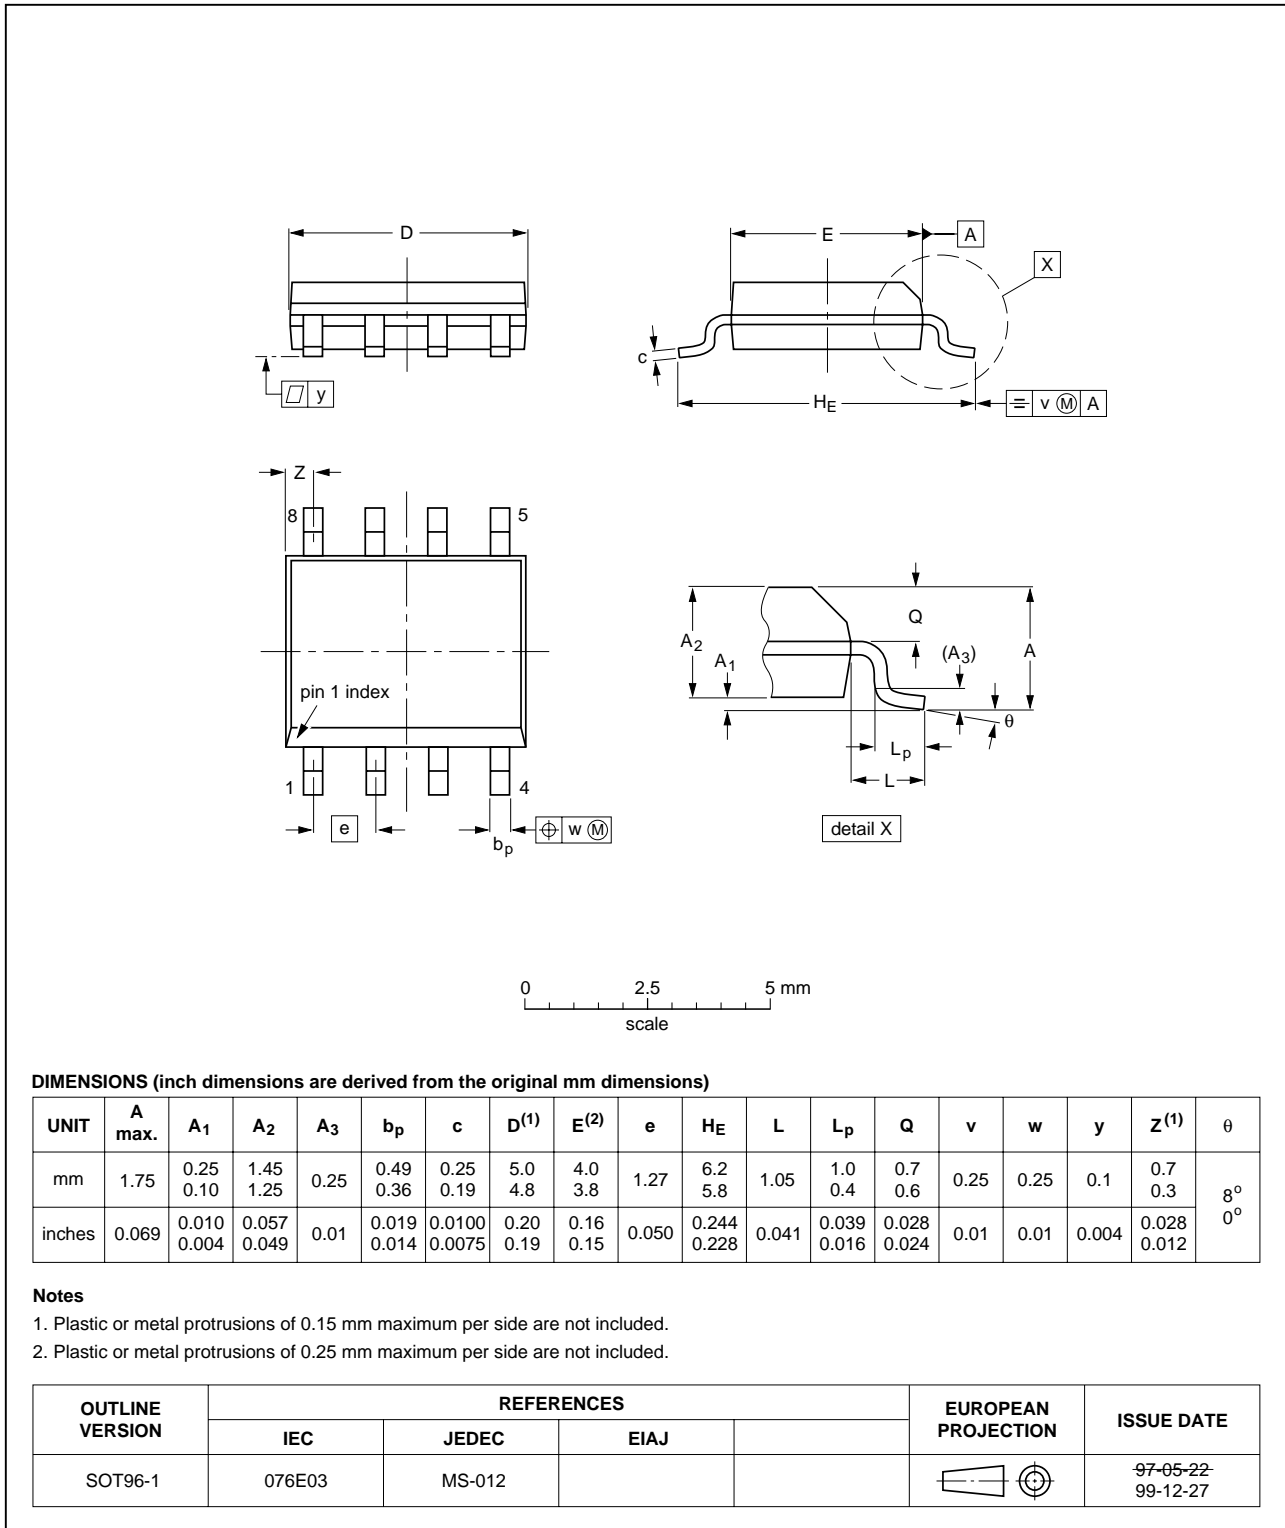 D
E
A
X
c
y
HE
v M A
Z
8
5
pin 1 index
1
4
e
bp
w M
Q
A2
A1
(A3)
A
θ
Lp
L
detail X
0 2.5 5 mm
scale
DIMENSIONS (inch dimensions are derived from the original mm dimensions)
UNIT A max. A1 A2 A3 bp c D(1) E(2) e HE L Lp Q v w y Z(1) θ
mm 1.75 0.25 0.10 1.45 1.25 0.25 0.49 0.36 0.25 0.19 5.0 4.8 4.0 3.8 1.27 6.2 5.8 1.05 1.0 0.4 0.7 0.6 0.25 0.25 0.1 0.7 0.3 8o 0o
inches 0.069 0.010 0.004 0.057 0.049 0.01 0.019 0.014 0.0100 0.0075 0.20 0.19 0.16 0.15 0.050 0.244 0.228 0.041 0.039 0.016 0.028 0.024 0.01 0.01 0.004 0.028 0.012
Notes
1. Plastic or metal protrusions of 0.15 mm maximum per side are not included.
2. Plastic or metal protrusions of 0.25 mm maximum per side are not included.
OUTLINE VERSION REFERENCES EUROPEAN PROJECTION ISSUE DATE
IEC JEDEC EIAJ
SOT96-1 076E03 MS-012 97-05-22
99-12-27